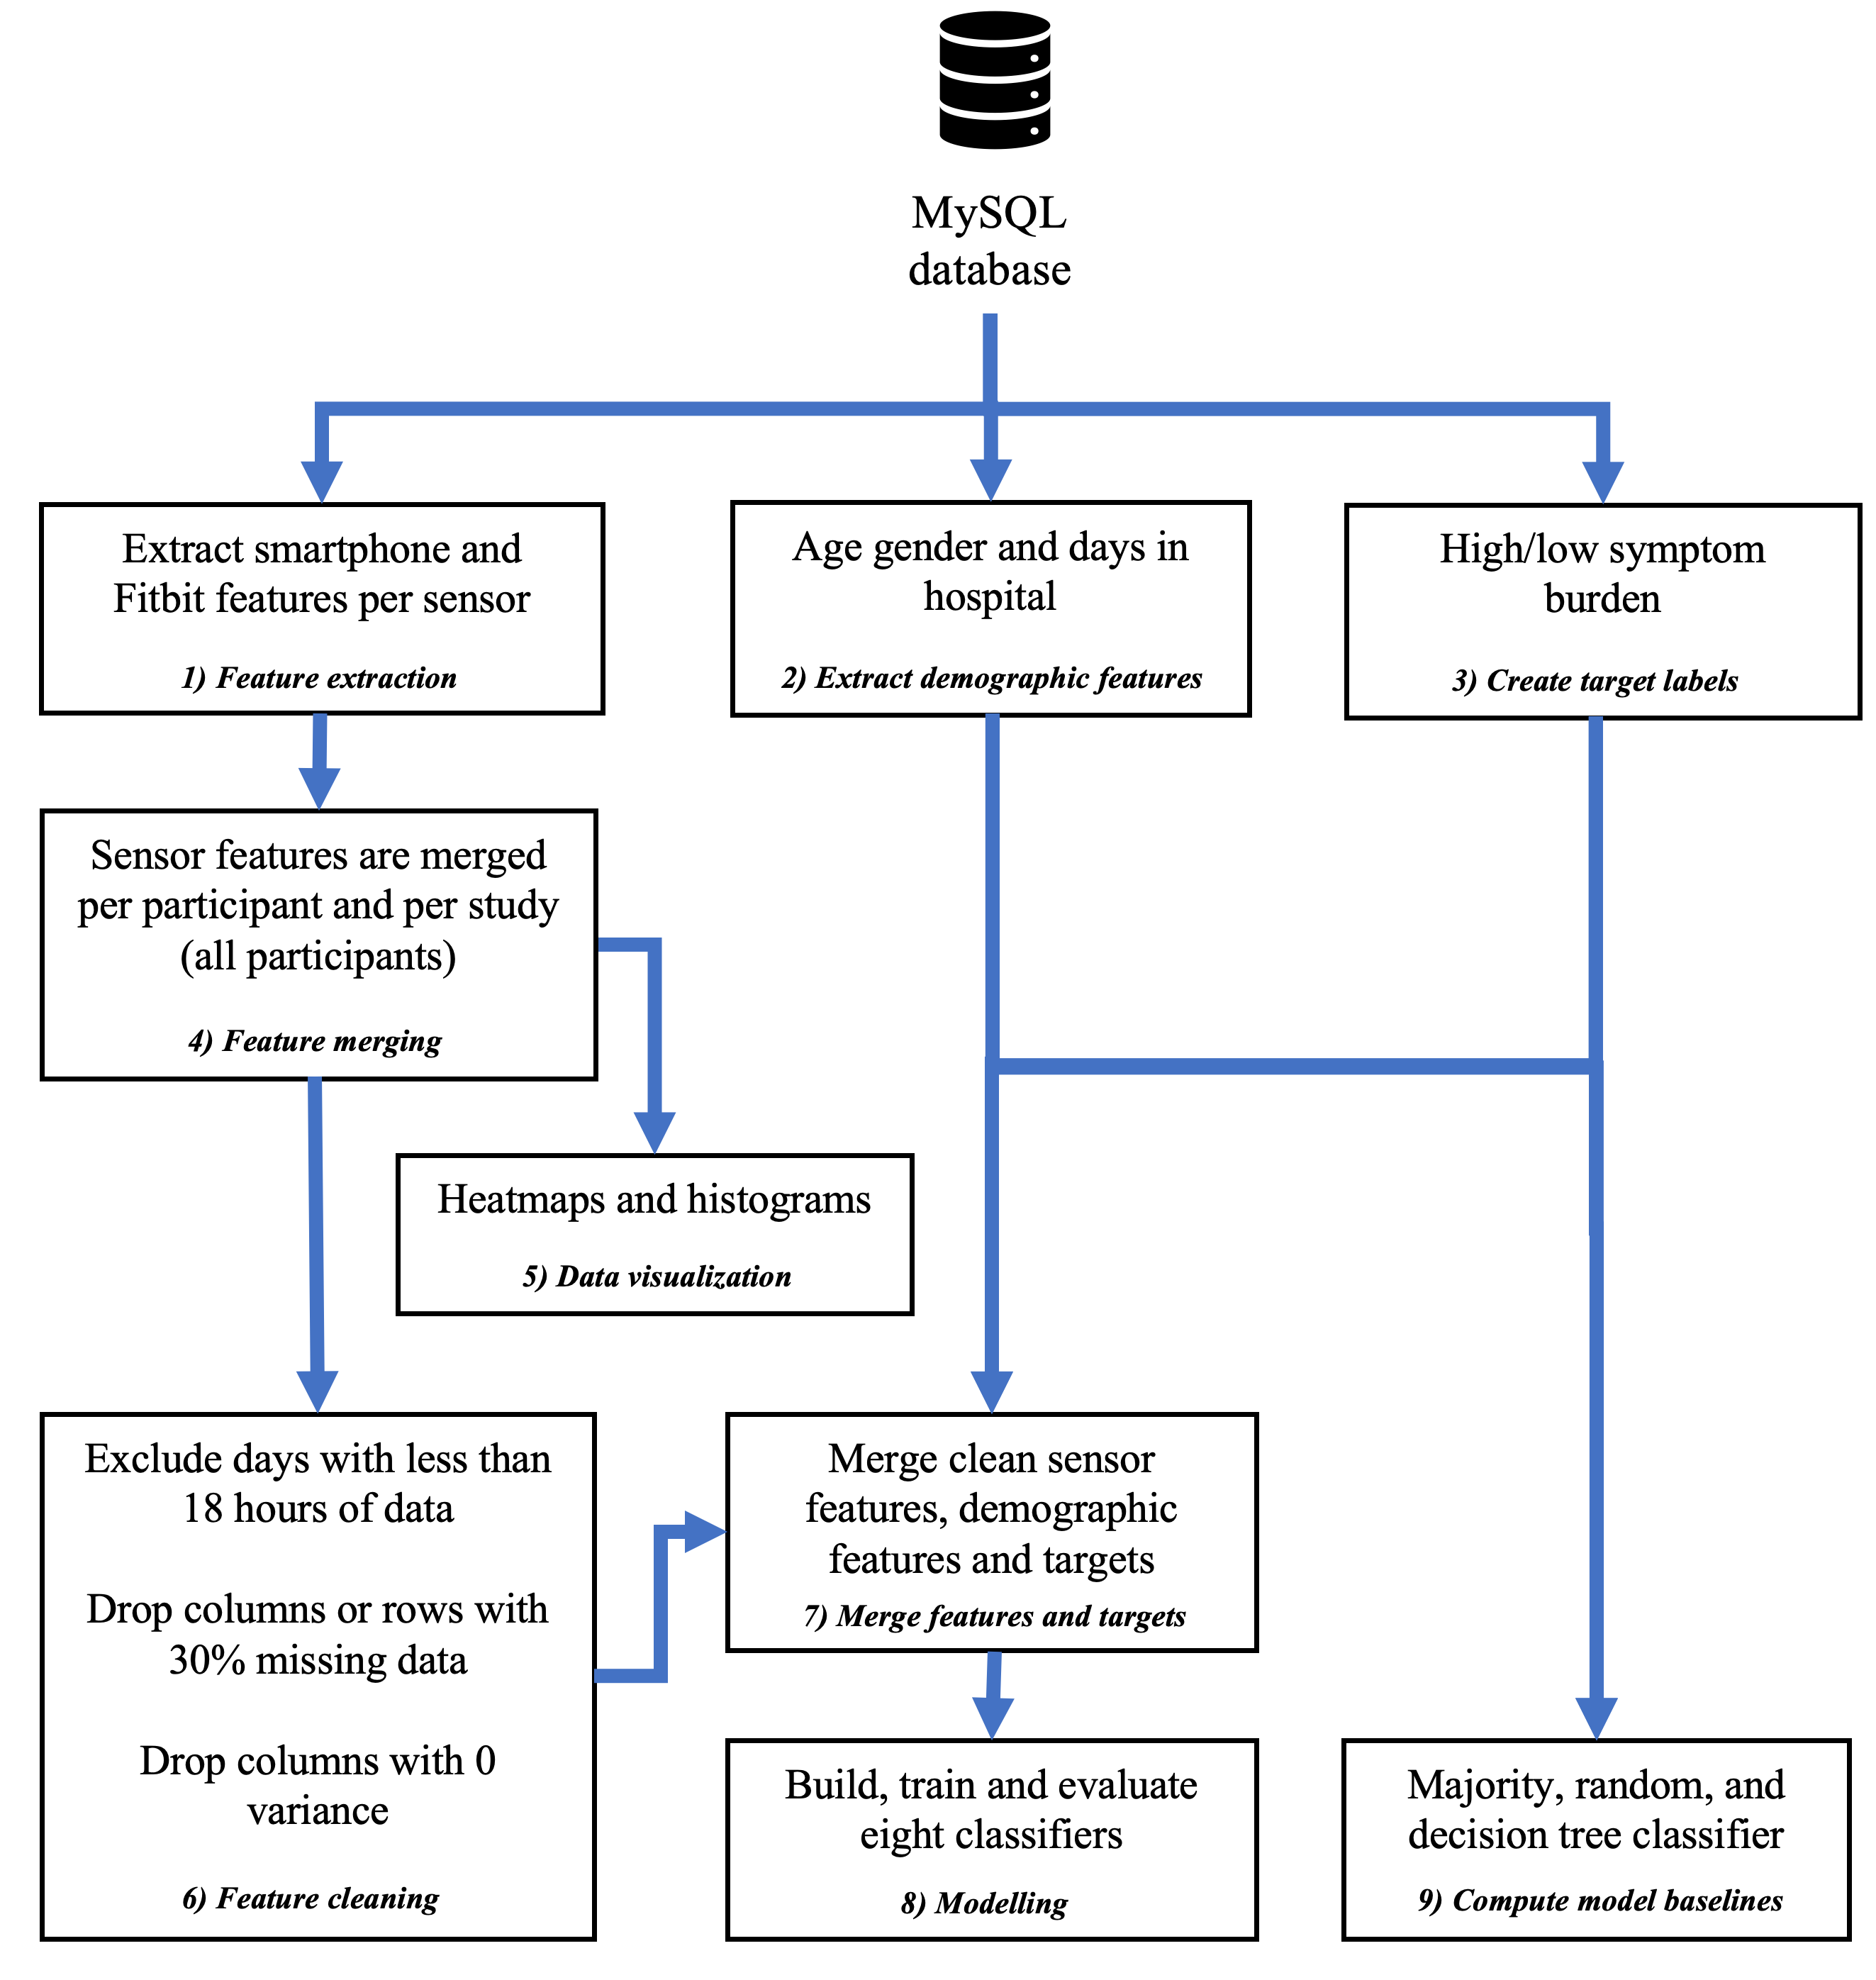 MySQL
database
Extract smartphone and
Fitbit features per sensor
1) Feature extraction
Age gender and days in
hospital
2) Extract demographic features
High/low symptom
burden
3) Create target labels
Sensor features are merged
per participant and per study
(all participants)
4) Feature merging
Heatmaps and histograms
5) Data visualization
Exclude days with less than
18 hours of data
Drop columns or rows with
30% missing data
Drop columns with 0
variance
6) Feature cleaning
Merge clean sensor
features, demographic
features and targets
7) Merge features and targets
Build, train and evaluate
eight classifiers
8) Modelling
Majority, random, and
decision tree classifier
9) Compute model baselines